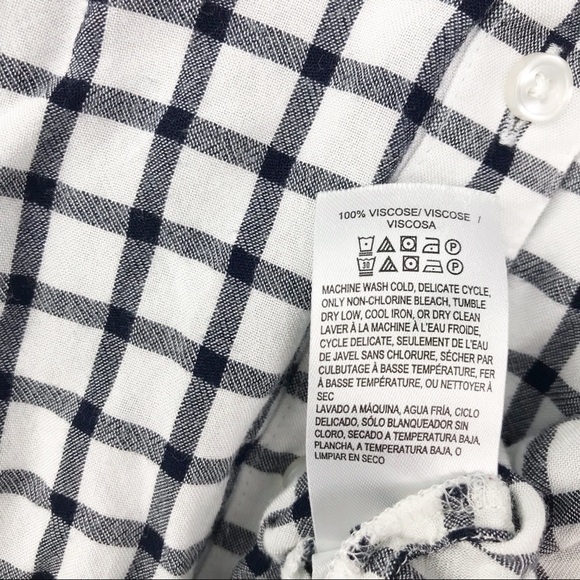 100% VISCOSE/ VISCOSE /
VISCOSA
30
MACHINE WASH COLD, DELICATE CYCLE,
ONLY NON-CHLORINE BLEACH, TUMBLE
DRY LOW, COOL IRON, OR DRY CLEAN
LAVER À LA MACHINE À L'EAU FROIDE,
CYCLE DELICATE, SEULEMENT DE L'EAU
DE JAVEL SANS CHLORURE, SÉCHER PAR
CULBUTAGE À BASSE TEMPÉRATURE, FER
À BASSE TEMPÉRATURE, OU NETTOYER À
SEC
LAVADO A MÁQUINA, AGUA FRÍA, CICLO
DELICADO, SÓLO BLANQUEADOR SIN
CLORO, SECADO A TEMPERATURA BAJA,
PLANCHA, A TEMPERATURA BAJA, O
LIMPIAR EN SECO